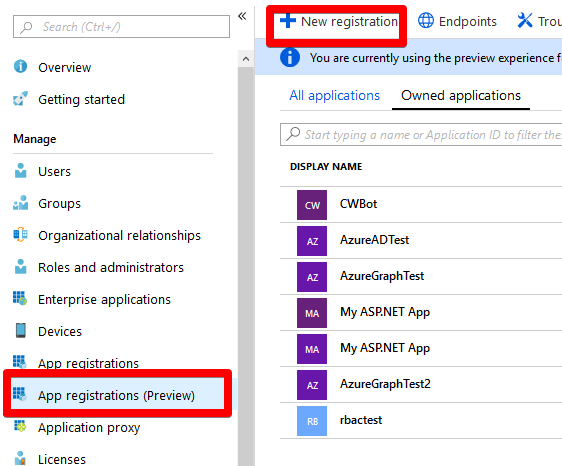 Search (Ctrl+/)
«
Overview
Getting started
Manage
Users
Groups
Organizational relationships
Roles and administrators
Enterprise applications
Devices
App registrations
App registrations (Preview)
Application proxy
Licenses
New registration
Endpoints
Trou
You are currently using the preview experience fo
All applications
Owned applications
Start typing a name or Application ID to filter the
DISPLAY NAME
CW CWBot
AZ AzureADTest
AZ AzureGraphTest
MA My ASP.NET App
MA My ASP.NET App
AZ AzureGraphTest2
RB rbactest